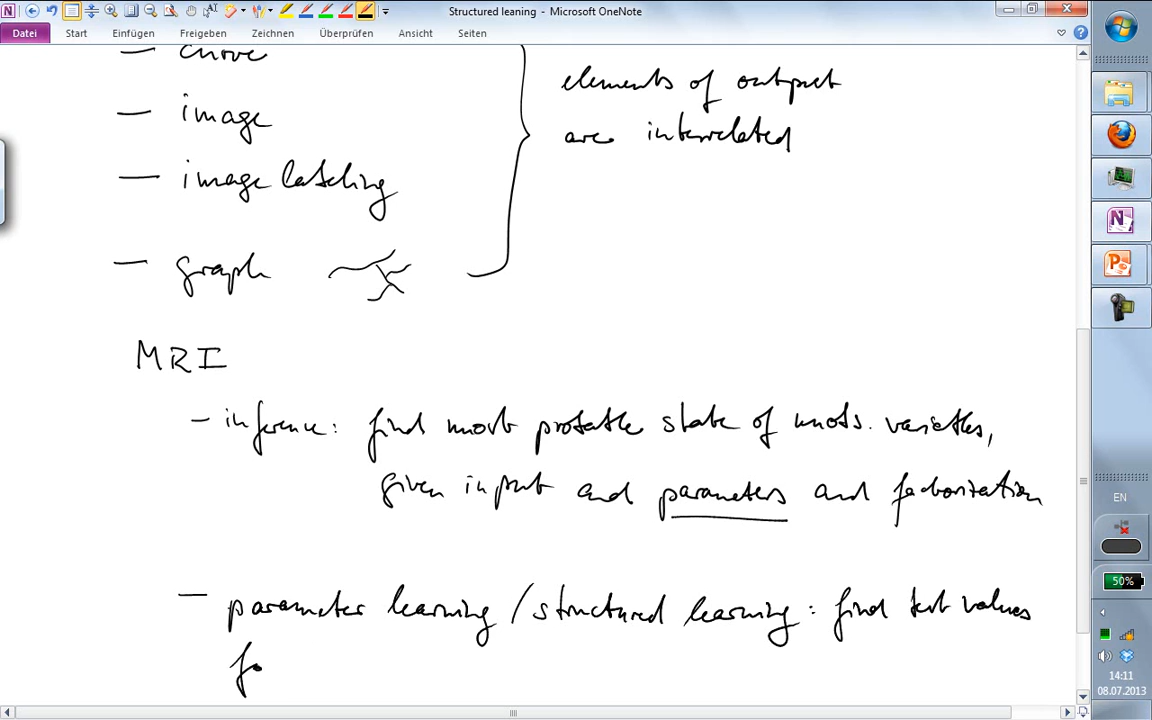 Structured leaning - Microsoft OneNote
Datei Start Einfügen Freigeben Zeichnen Überprüfen Ansicht Seiten
elements of output
are interrelated
— image
— image labeling
— graph
MRI
- inference: find most probable state of unobs. variables,
given input and parameters and factorization
- parameter learning / structured learning: find best values
fo
EN
50%
14:11
08.07.2013